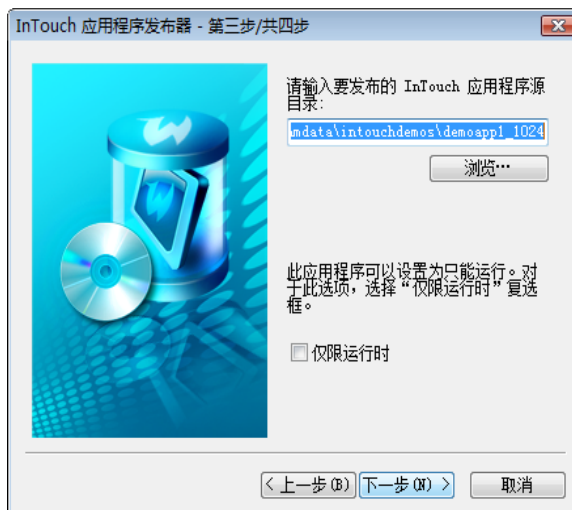 InTouch 应用程序发布器 - 第三步/共四步
请输入要发布的 InTouch 应用程序源
目录:
mdata\intouchdemos\demoapp1_1024
浏览…
此应用程序可以设置为只能运行。对
于此选项，选择“仅限运行时”复选
框。
仅限运行时
< 上一步(B)
下一步(N) >
取消